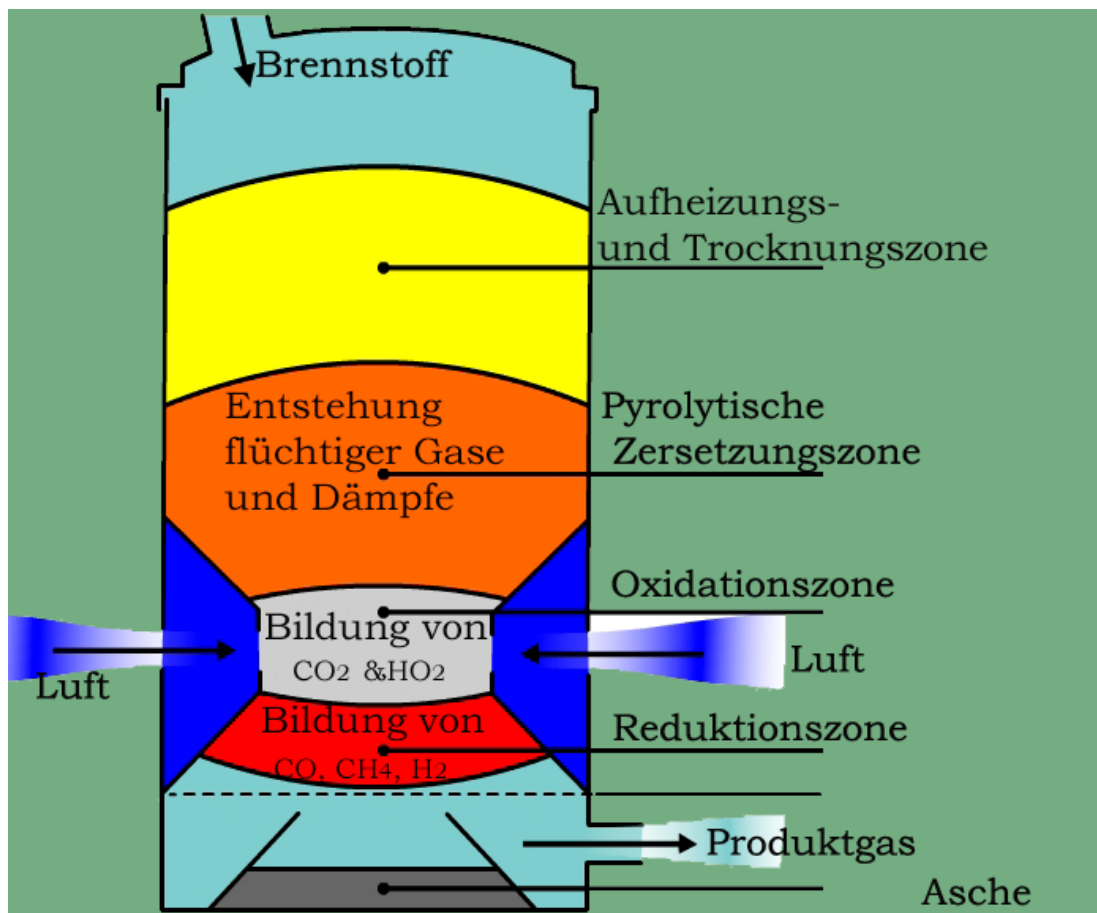 Brennstoff
Aufheizungs-
und Trocknungszone
Entstehung
flüchtiger Gase
und Dämpfe
Pyrolytische
Zersetzungszone
Oxidationszone
Bildung von
CO2 &HO2
Luft
Luft
Bildung von
CO, CH4, H2
Reduktionszone
Produktgas
Asche